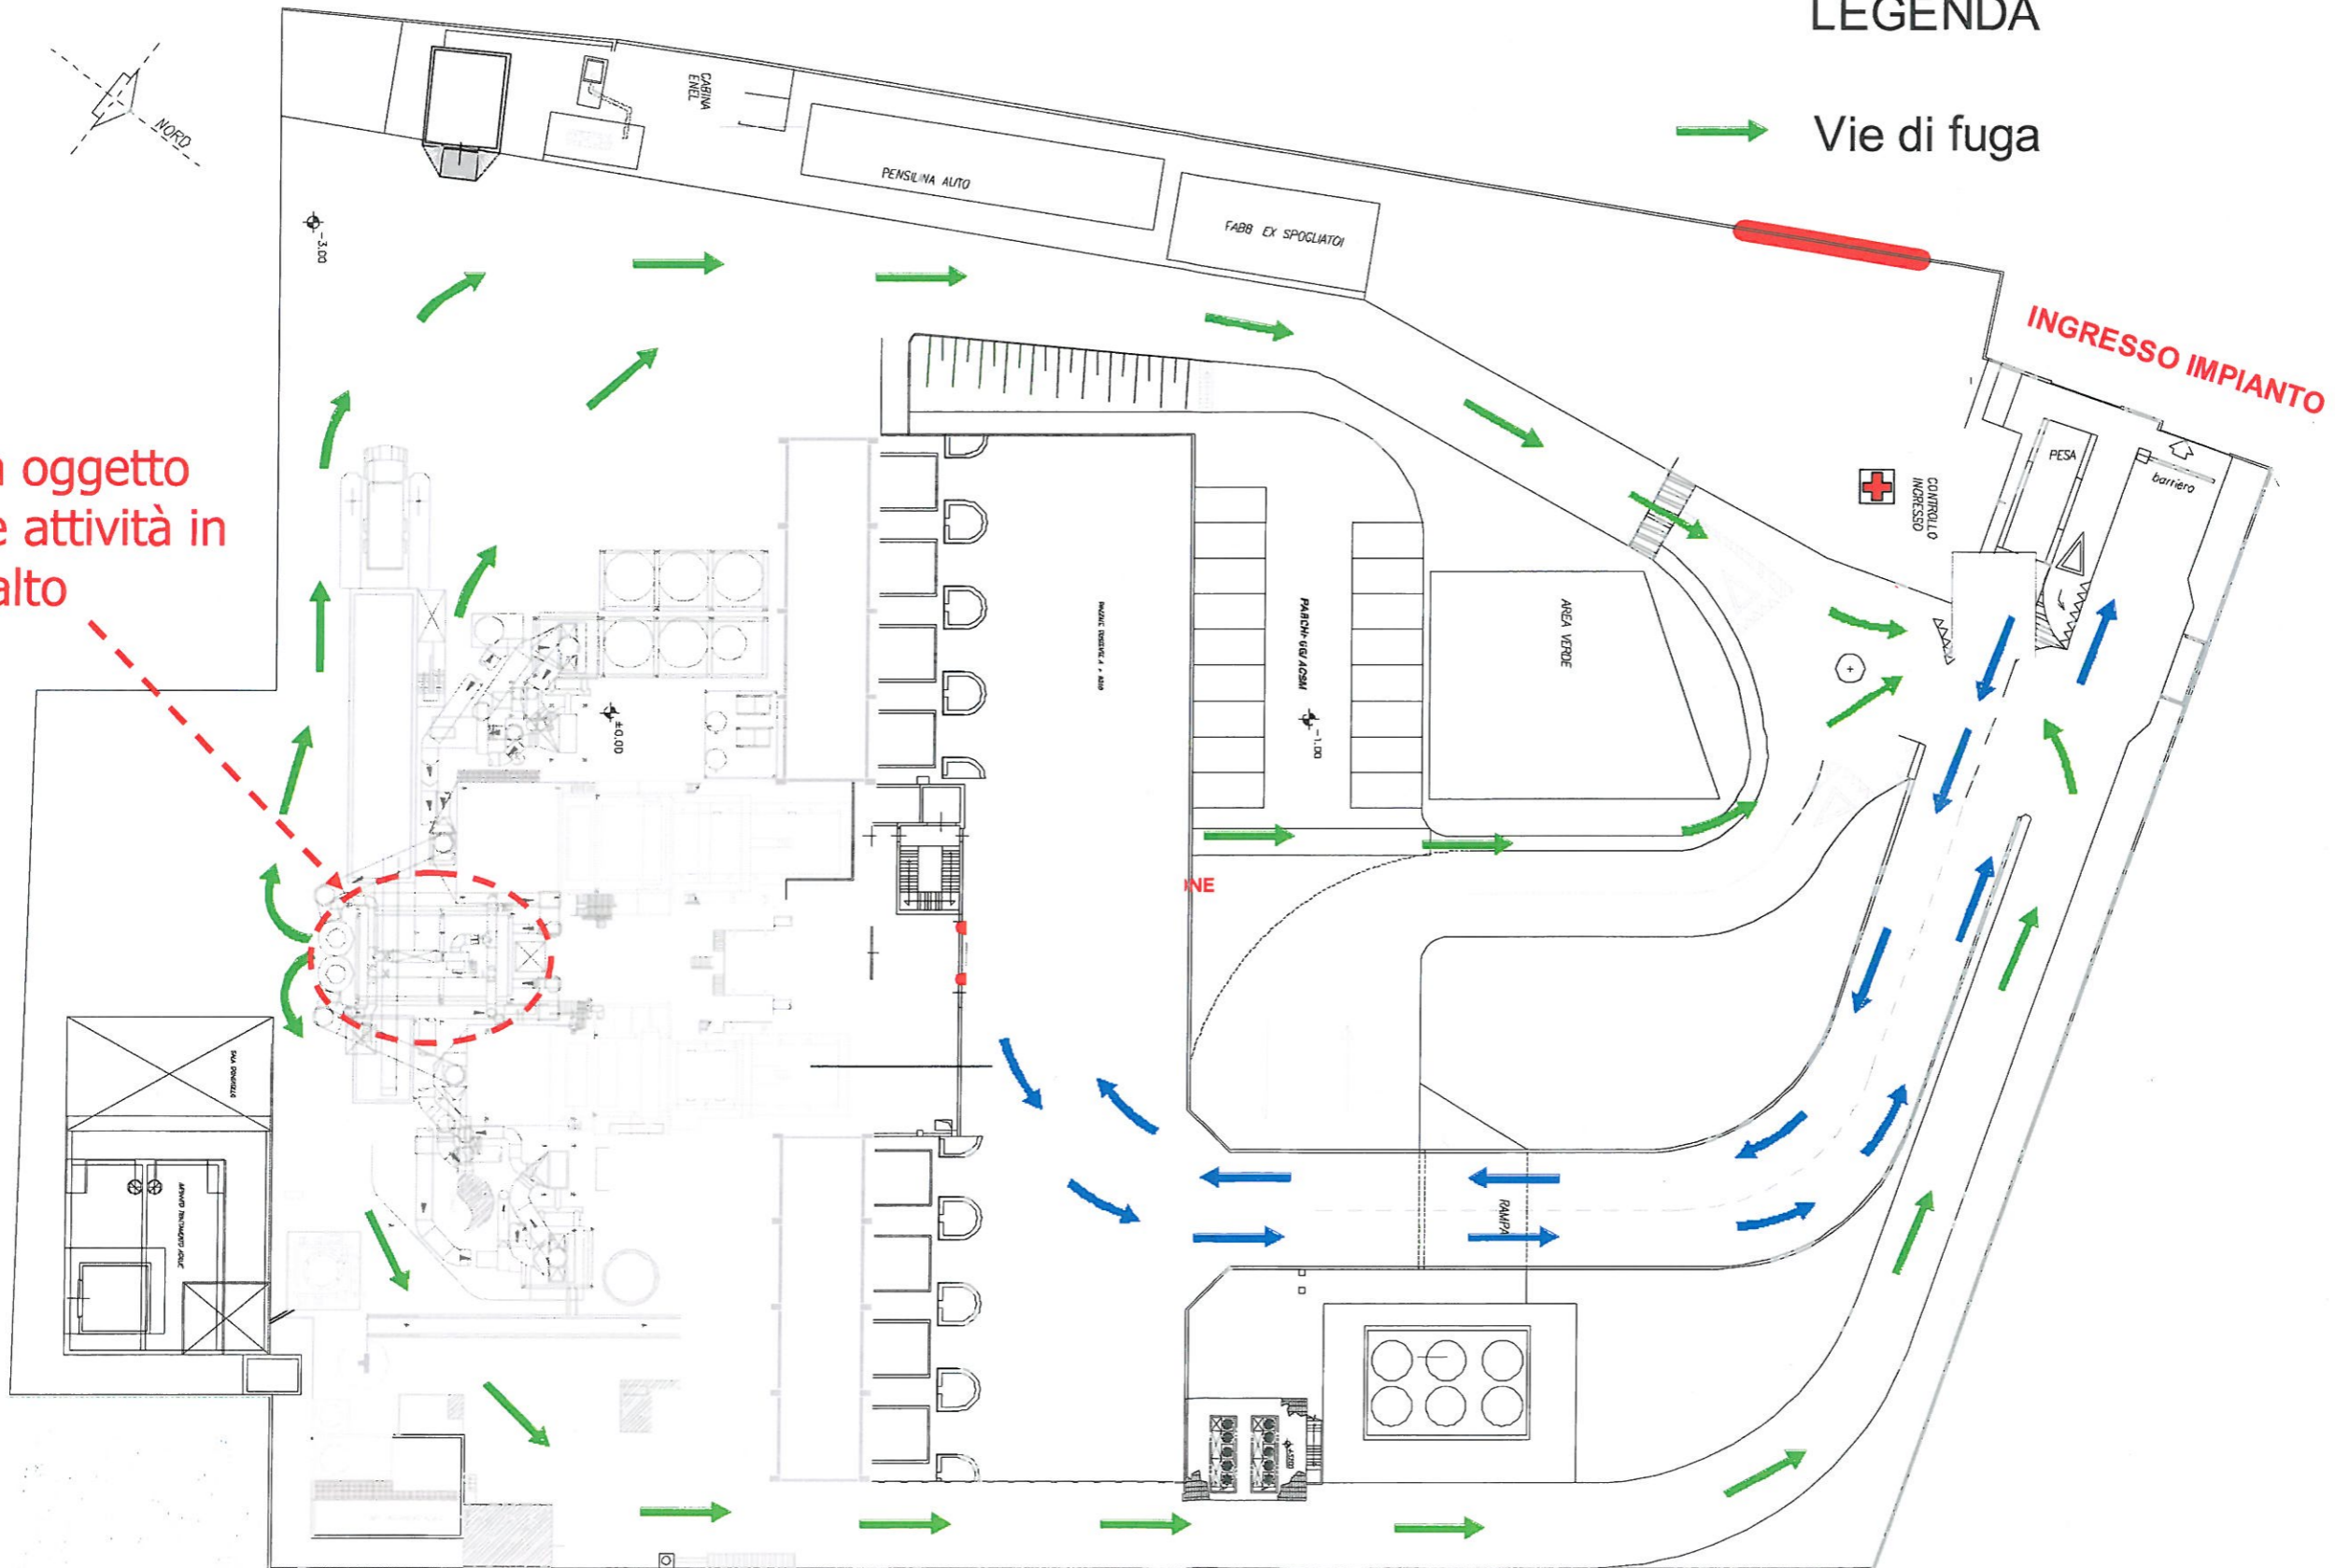 LEGENDA
Vie di fuga
NORD
CABINA
ENEL
PENSILINA AUTO
FABB EX SPOGLIATOI
-3.00
INGRESSO IMPIANTO
oggetto
attività in
alto
PESA
barriera
CONTROLLO
INGRESSO
PARCHEGGI ACSM
AREA VERDE
±0.00
-1.00
NE
RAMPA